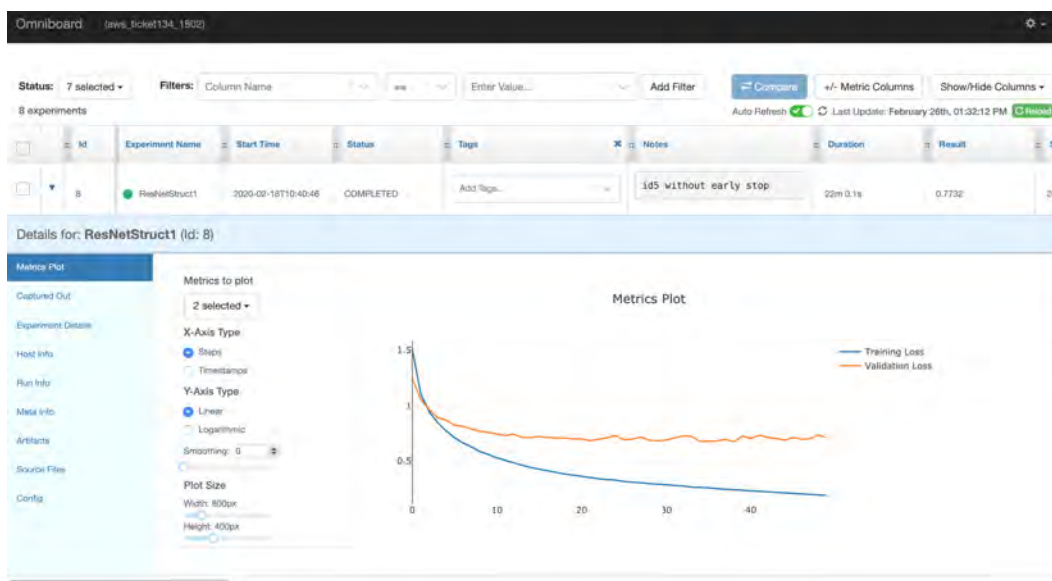 Omniboard (aws_ticket134_1802)
Status: 7 selected Filters: Column Name == Enter Value... Add Filter Compare +/- Metric Columns Show/Hide Columns
8 experiments Auto Refresh Last Update: February 26th, 01:32:12 PM Reload
Id Experiment Name Start Time Status Tags Notes Duration Result
8 ResNetStruct1 2020-02-18T10:40:46 COMPLETED Add Tags... id5 without early stop 22m 0.1s 0.7732
Details for: ResNetStruct1 (Id: 8)
Metrics Plot
Captured Out
Experiment Details
Host Info
Run Info
Meta Info
Artifacts
Source Files
Config
Metrics to plot
2 selected
X-Axis Type
Steps
Timestamps
Y-Axis Type
Linear
Logarithmic
Smoothing: 0
Plot Size
Width: 800px
Height: 400px
Metrics Plot
1.5
1
0.5
0 10 20 30 40
Training Loss
Validation Loss